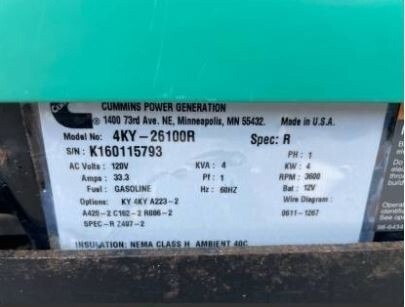 CUMMINS POWER GENERATION
1400 73rd Ave. NE, Minneapolis, MN 55432. Made in U.S.A.
Model No: 4KY-26100R Spec: R
S/N: K160115793 PH: 1
AC Volts: 120V KVA: 4 KW: 4
Amps: 33.3 Pf: 1 RPM: 3600
Fuel: GASOLINE Hz: 60HZ Bat: 12V
Options: KY 4KY A223-2 Wire Diagram:
A420-2 C162-2 R886-2 0611-1267
SPEC-R Z497-2
INSULATION: NEMA CLASS H AMBIENT 40C